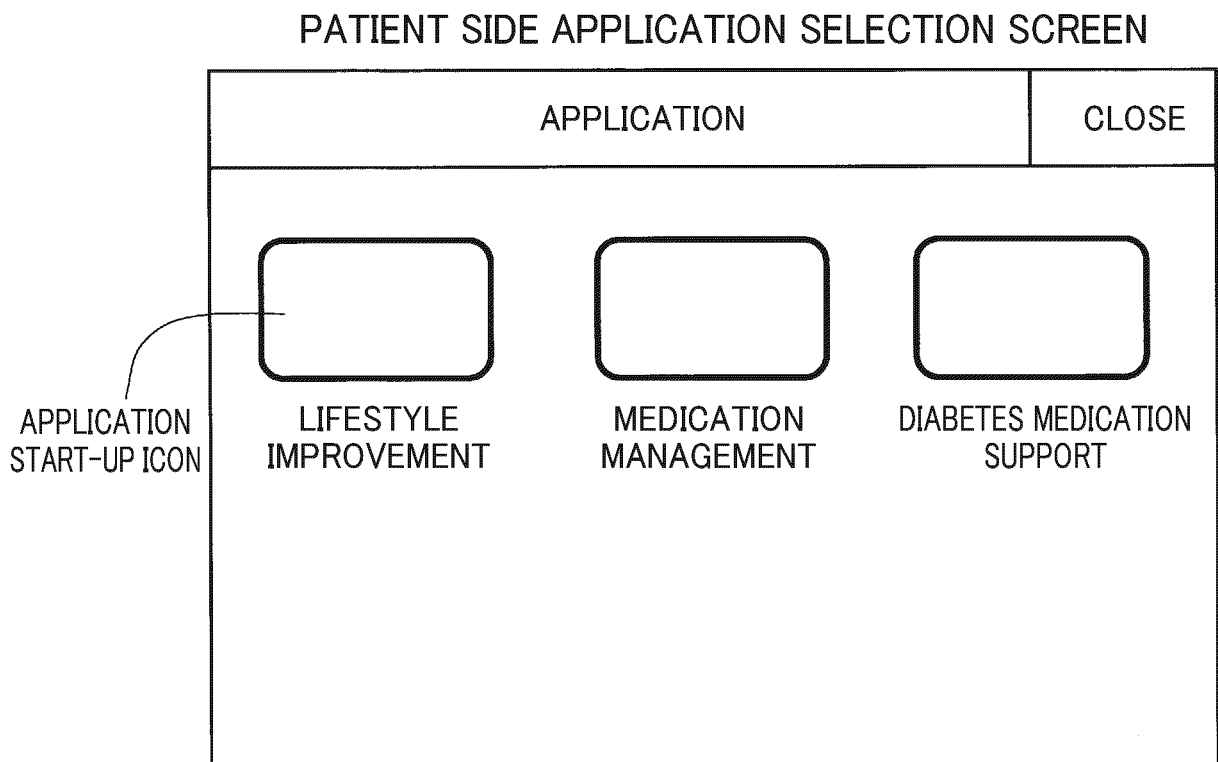 PATIENT SIDE APPLICATION SELECTION SCREEN
APPLICATION
CLOSE
APPLICATION
START-UP ICON
LIFESTYLE
IMPROVEMENT
MEDICATION
MANAGEMENT
DIABETES MEDICATION
SUPPORT